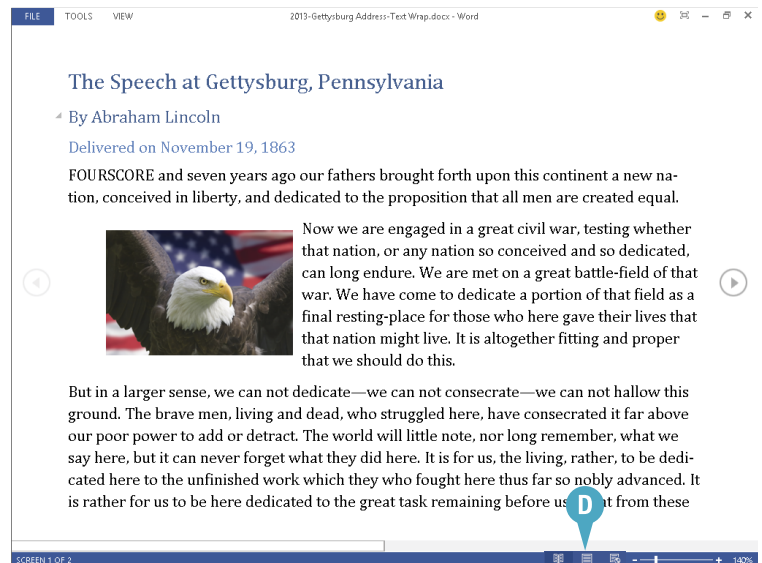 FILE TOOLS VIEW 2013-Gettysburg Address-Text Wrap.docx - Word
The Speech at Gettysburg, Pennsylvania
By Abraham Lincoln
Delivered on November 19, 1863
FOURSCORE and seven years ago our fathers brought forth upon this continent a new na-
tion, conceived in liberty, and dedicated to the proposition that all men are created equal.
Now we are engaged in a great civil war, testing whether
that nation, or any nation so conceived and so dedicated,
can long endure. We are met on a great battle-field of that
war. We have come to dedicate a portion of that field as a
final resting-place for those who here gave their lives that
that nation might live. It is altogether fitting and proper
that we should do this.
But in a larger sense, we can not dedicate—we can not consecrate—we can not hallow this
ground. The brave men, living and dead, who struggled here, have consecrated it far above
our poor power to add or detract. The world will little note, nor long remember, what we
say here, but it can never forget what they did here. It is for us, the living, rather, to be dedi-
cated here to the unfinished work which they who fought here thus far so nobly advanced. It
is rather for us to be here dedicated to the great task remaining before us from these
D
SCREEN 1 OF 2 140%